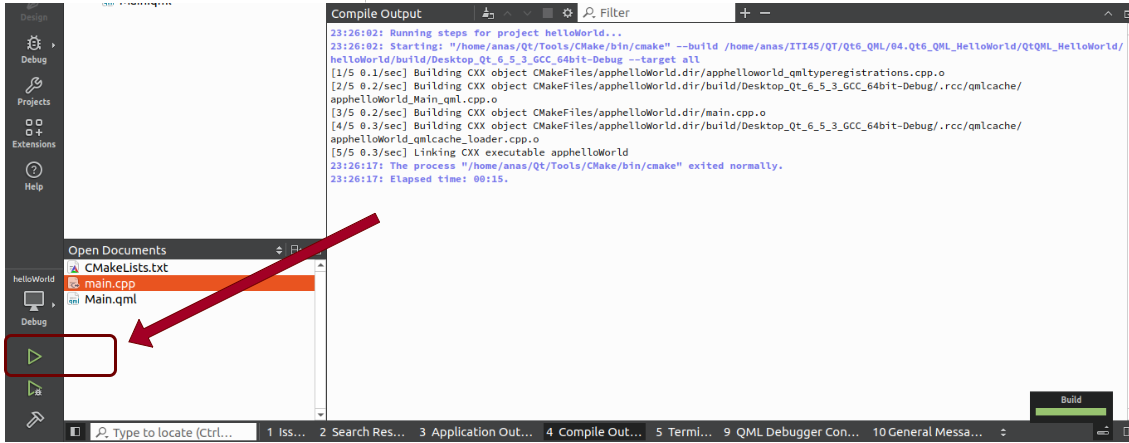 Design
Debug
Projects
Extensions
Help
helloWorld
Debug
Main.qml
Open Documents
CMakeLists.txt
main.cpp
Main.qml
Compile Output
Filter
23:26:02: Running steps for project helloWorld...
23:26:02: Starting: "/home/anas/Qt/Tools/CMake/bin/cmake" --build /home/anas/ITI45/QT/Qt6_QML/04.Qt6_QML_HelloWorld/QtQML_HelloWorld/
helloWorld/build/Desktop_Qt_6_5_3_GCC_64bit-Debug --target all
[1/5 0.1/sec] Building CXX object CMakeFiles/apphelloWorld.dir/apphelloworld_qmltyperegistrations.cpp.o
[2/5 0.2/sec] Building CXX object CMakeFiles/apphelloWorld.dir/build/Desktop_Qt_6_5_3_GCC_64bit-Debug/.rcc/qmlcache/
apphelloWorld_Main_qml.cpp.o
[3/5 0.2/sec] Building CXX object CMakeFiles/apphelloWorld.dir/main.cpp.o
[4/5 0.3/sec] Building CXX object CMakeFiles/apphelloWorld.dir/build/Desktop_Qt_6_5_3_GCC_64bit-Debug/.rcc/qmlcache/
apphelloWorld_qmlcache_loader.cpp.o
[5/5 0.3/sec] Linking CXX executable apphelloWorld
23:26:17: The process "/home/anas/Qt/Tools/CMake/bin/cmake" exited normally.
23:26:17: Elapsed time: 00:15.
Build
Type to locate (Ctrl... 1 Iss... 2 Search Res... 3 Application Out... 4 Compile Out... 5 Termi... 9 QML Debugger Con... 10 General Messa...